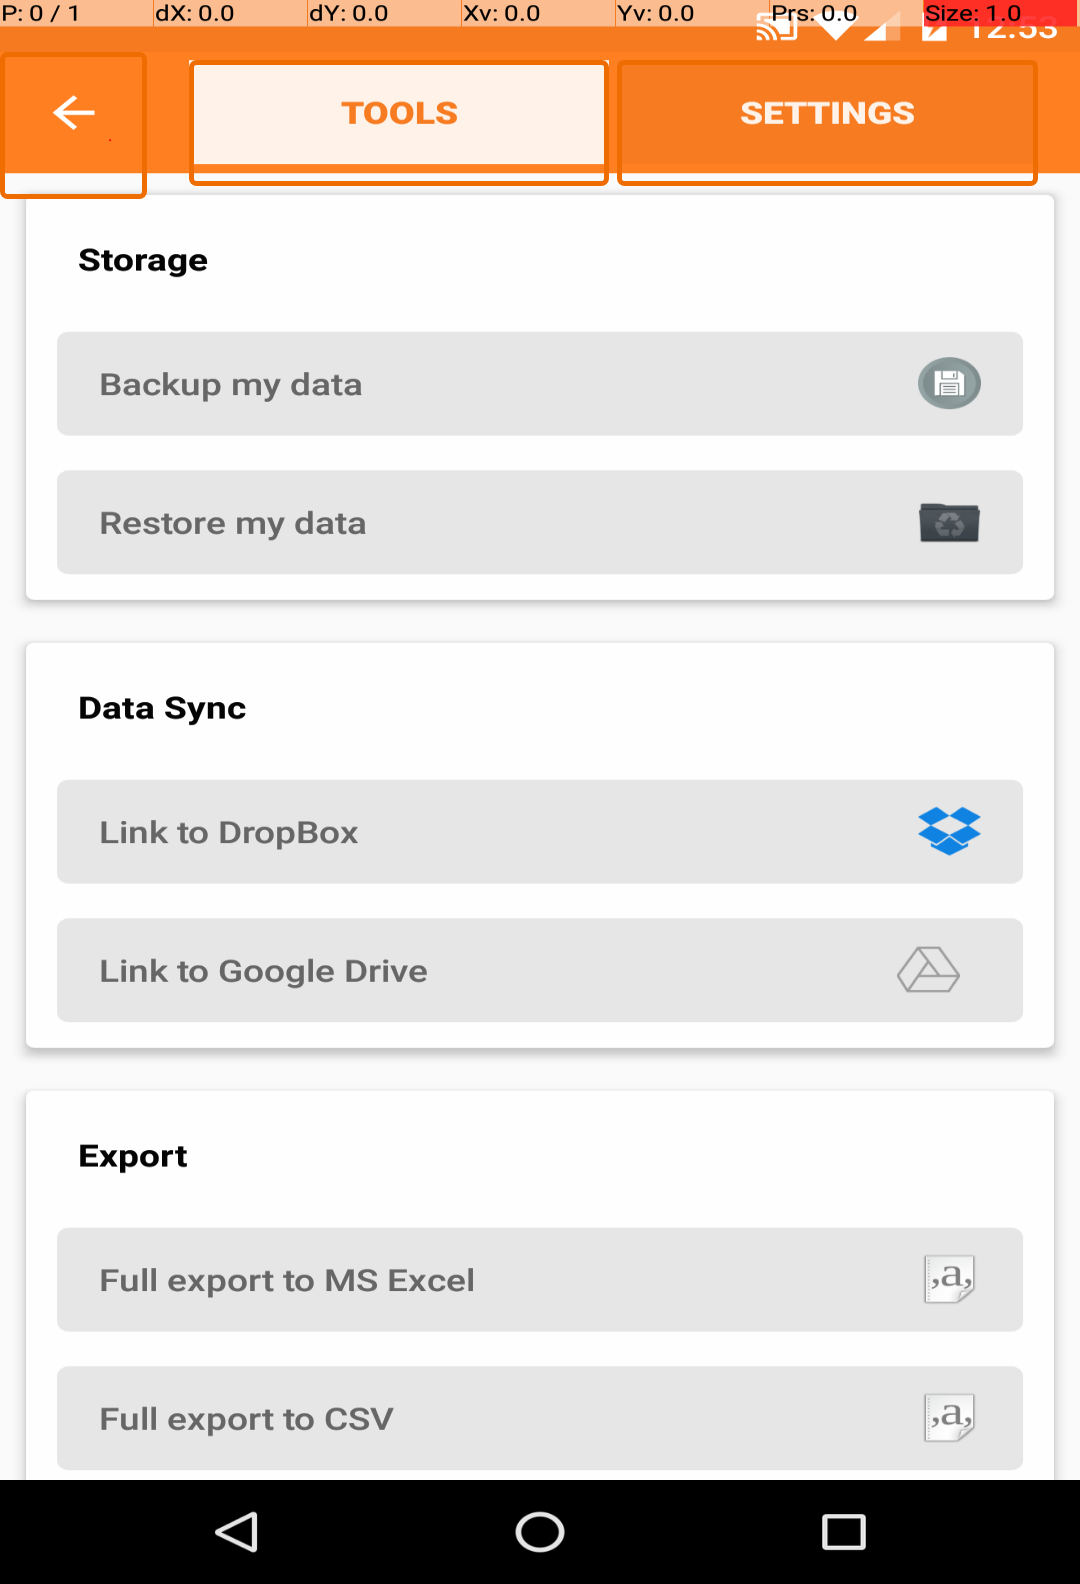 P: 0 / 1 dX: 0.0 dY: 0.0 Xv: 0.0 Yv: 0.0 Prs: 0.0 Size: 1.0
12:53
TOOLS SETTINGS
Storage
Backup my data
Restore my data
Data Sync
Link to DropBox
Link to Google Drive
Export
Full export to MS Excel
,a,
Full export to CSV
,a,